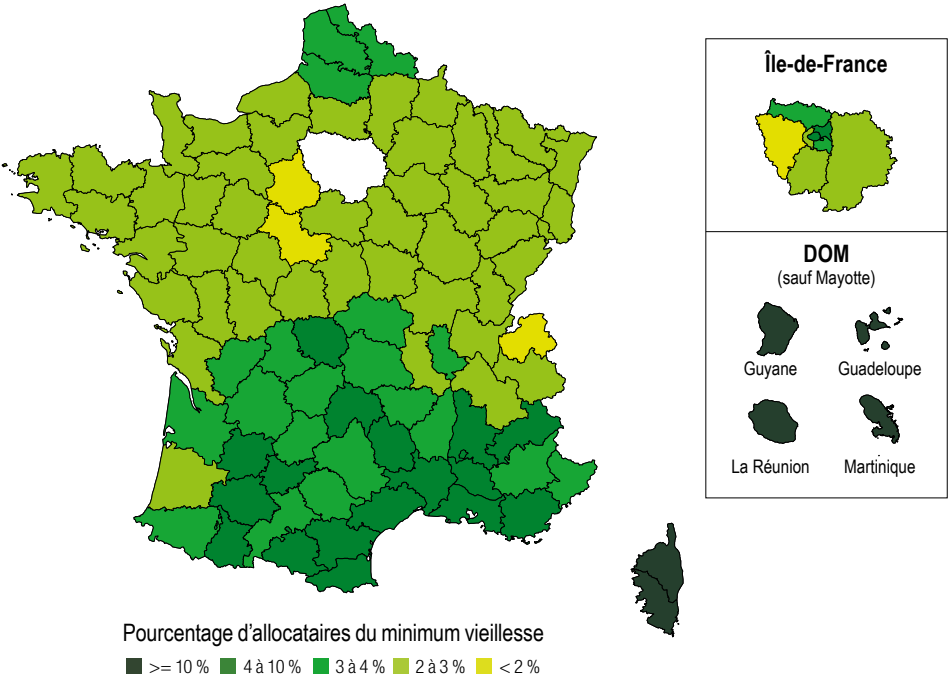 Île-de-France
DOM
(sauf Mayotte)
Guyane
Guadeloupe
La Réunion
Martinique
Pourcentage d'allocataires du minimum vieillesse
>= 10 % 4 à 10 % 3 à 4 % 2 à 3 % < 2 %